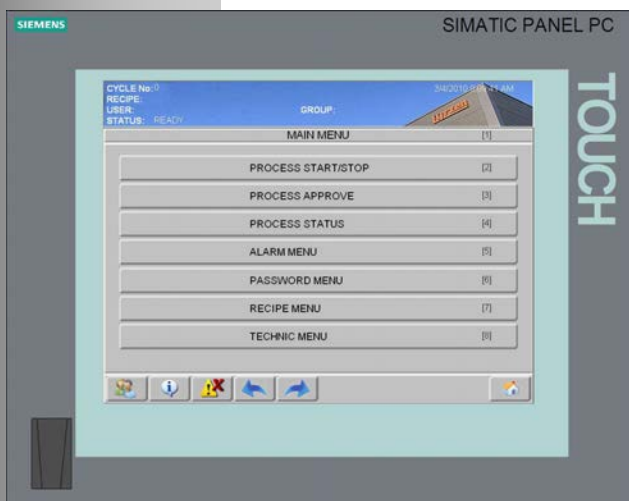 SIEMENS
SIMATIC PANEL PC
TOUCH
CYCLE No:0
RECIPE:
USER:
GROUP:
STATUS: READY
MAIN MENU [1]
PROCESS START/STOP [2]
PROCESS APPROVE [3]
PROCESS STATUS [4]
ALARM MENU [5]
PASSWORD MENU [6]
RECIPE MENU [7]
TECHNIC MENU [8]